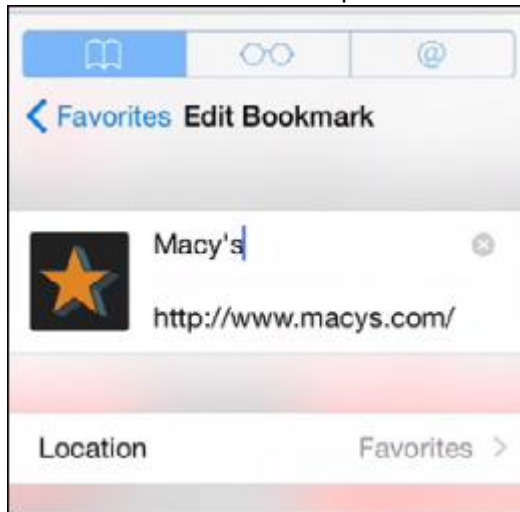 @
Favorites Edit Bookmark
Macy's
http://www.macys.com/
Location Favorites